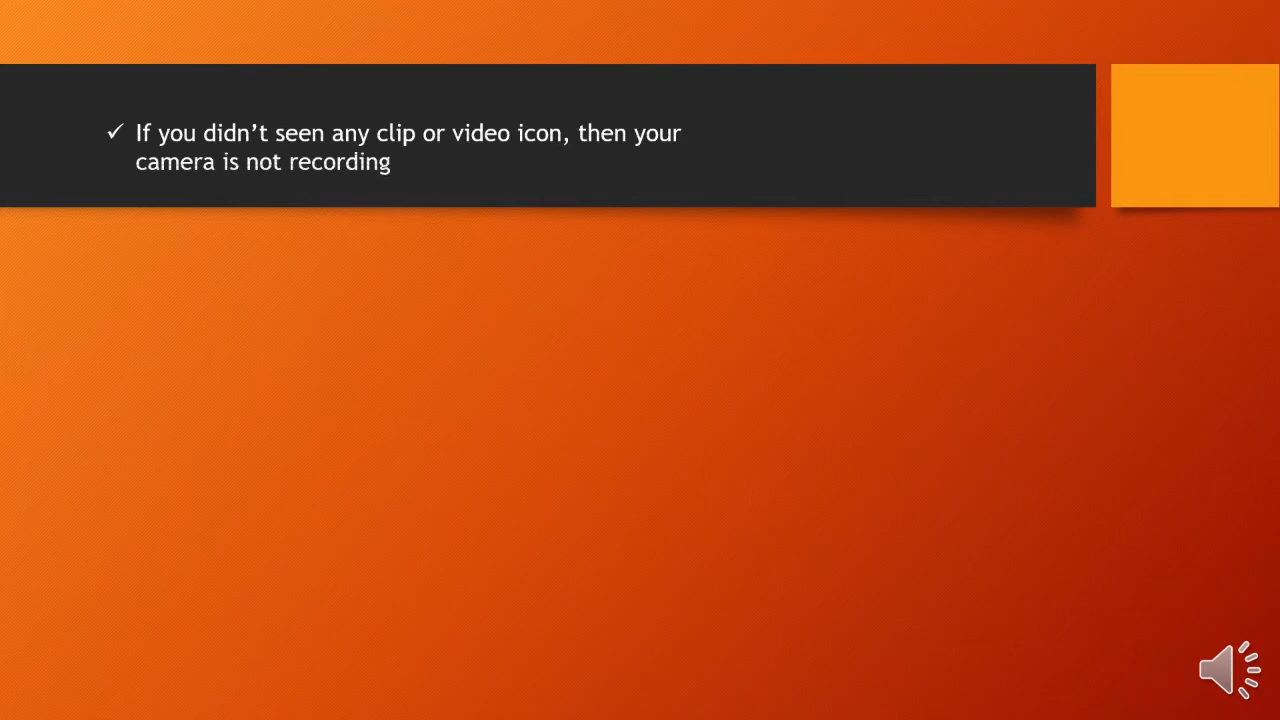 ✓ If you didn’t seen any clip or video icon, then your
camera is not recording